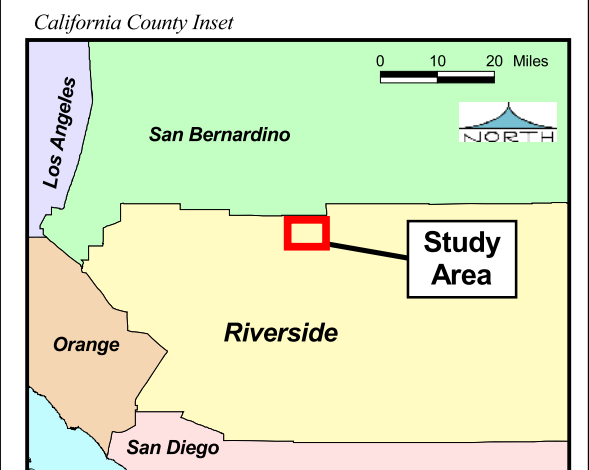 California County Inset
0 10 20 Miles
NORTH
Los Angeles
San Bernardino
Study
Area
Riverside
Orange
San Diego